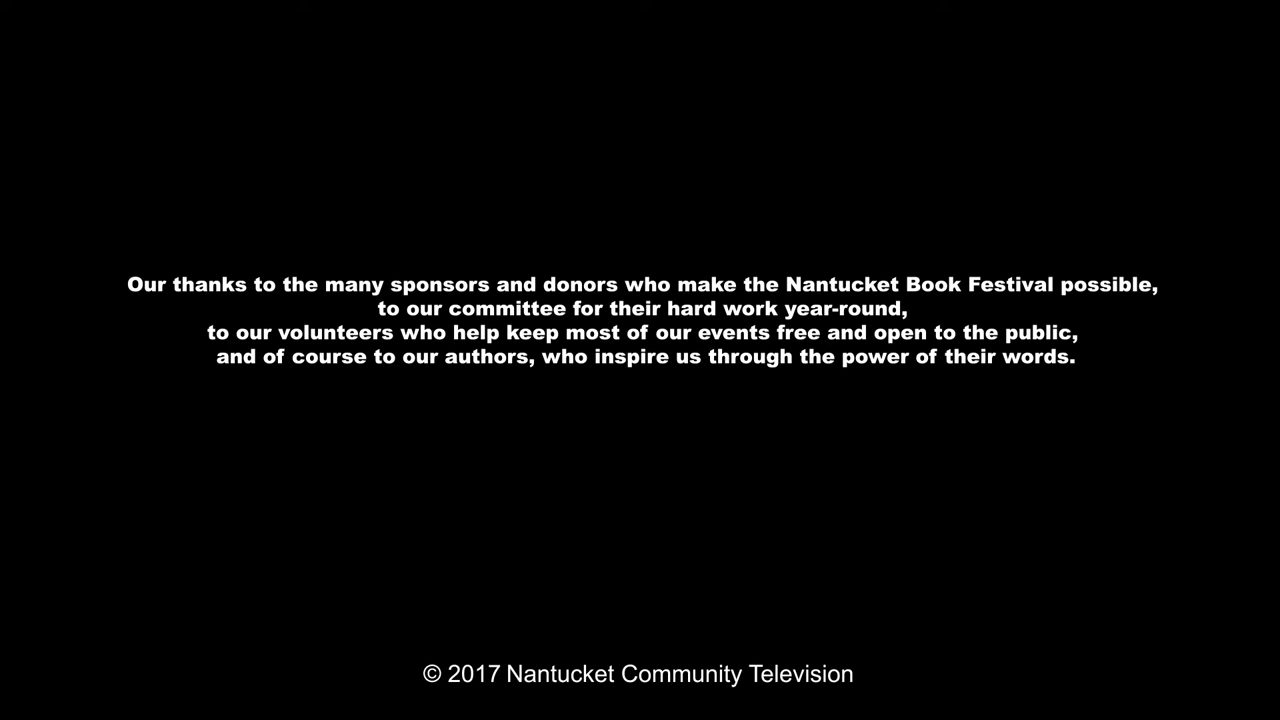 Our thanks to the many sponsors and donors who make the Nantucket Book Festival possible,
to our committee for their hard work year-round,
to our volunteers who help keep most of our events free and open to the public,
and of course to our authors, who inspire us through the power of their words.
© 2017 Nantucket Community Television